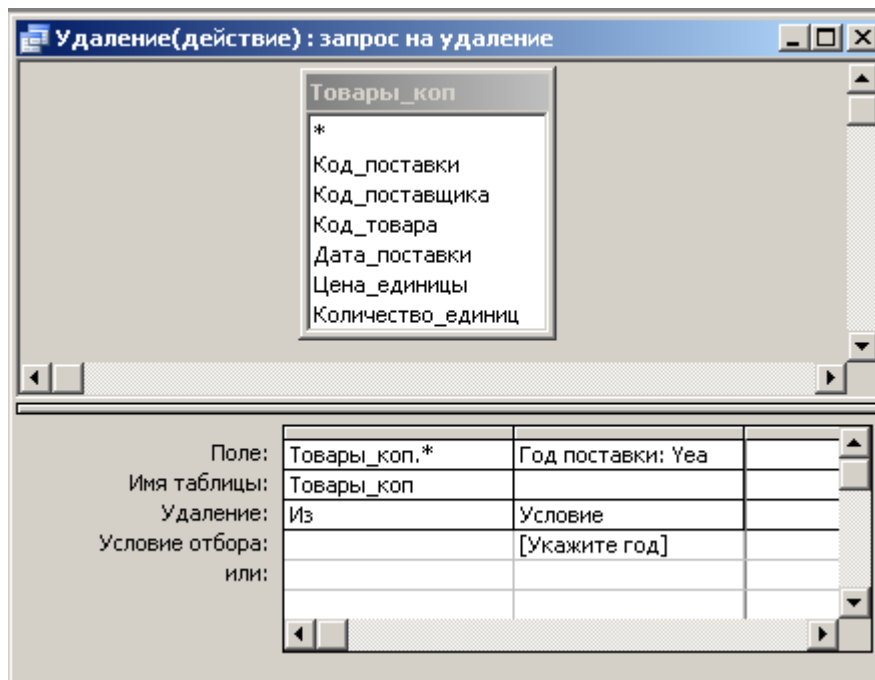 Удаление(действие) : запрос на удаление
Товары_коп
*
Код_поставки
Код_поставщика
Код_товара
Дата_поставки
Цена_единицы
Количество_единиц
Поле: Товары_коп.* Год поставки: Yea
Имя таблицы: Товары_коп
Удаление: Из Условие
Условие отбора: [Укажите год]
или: